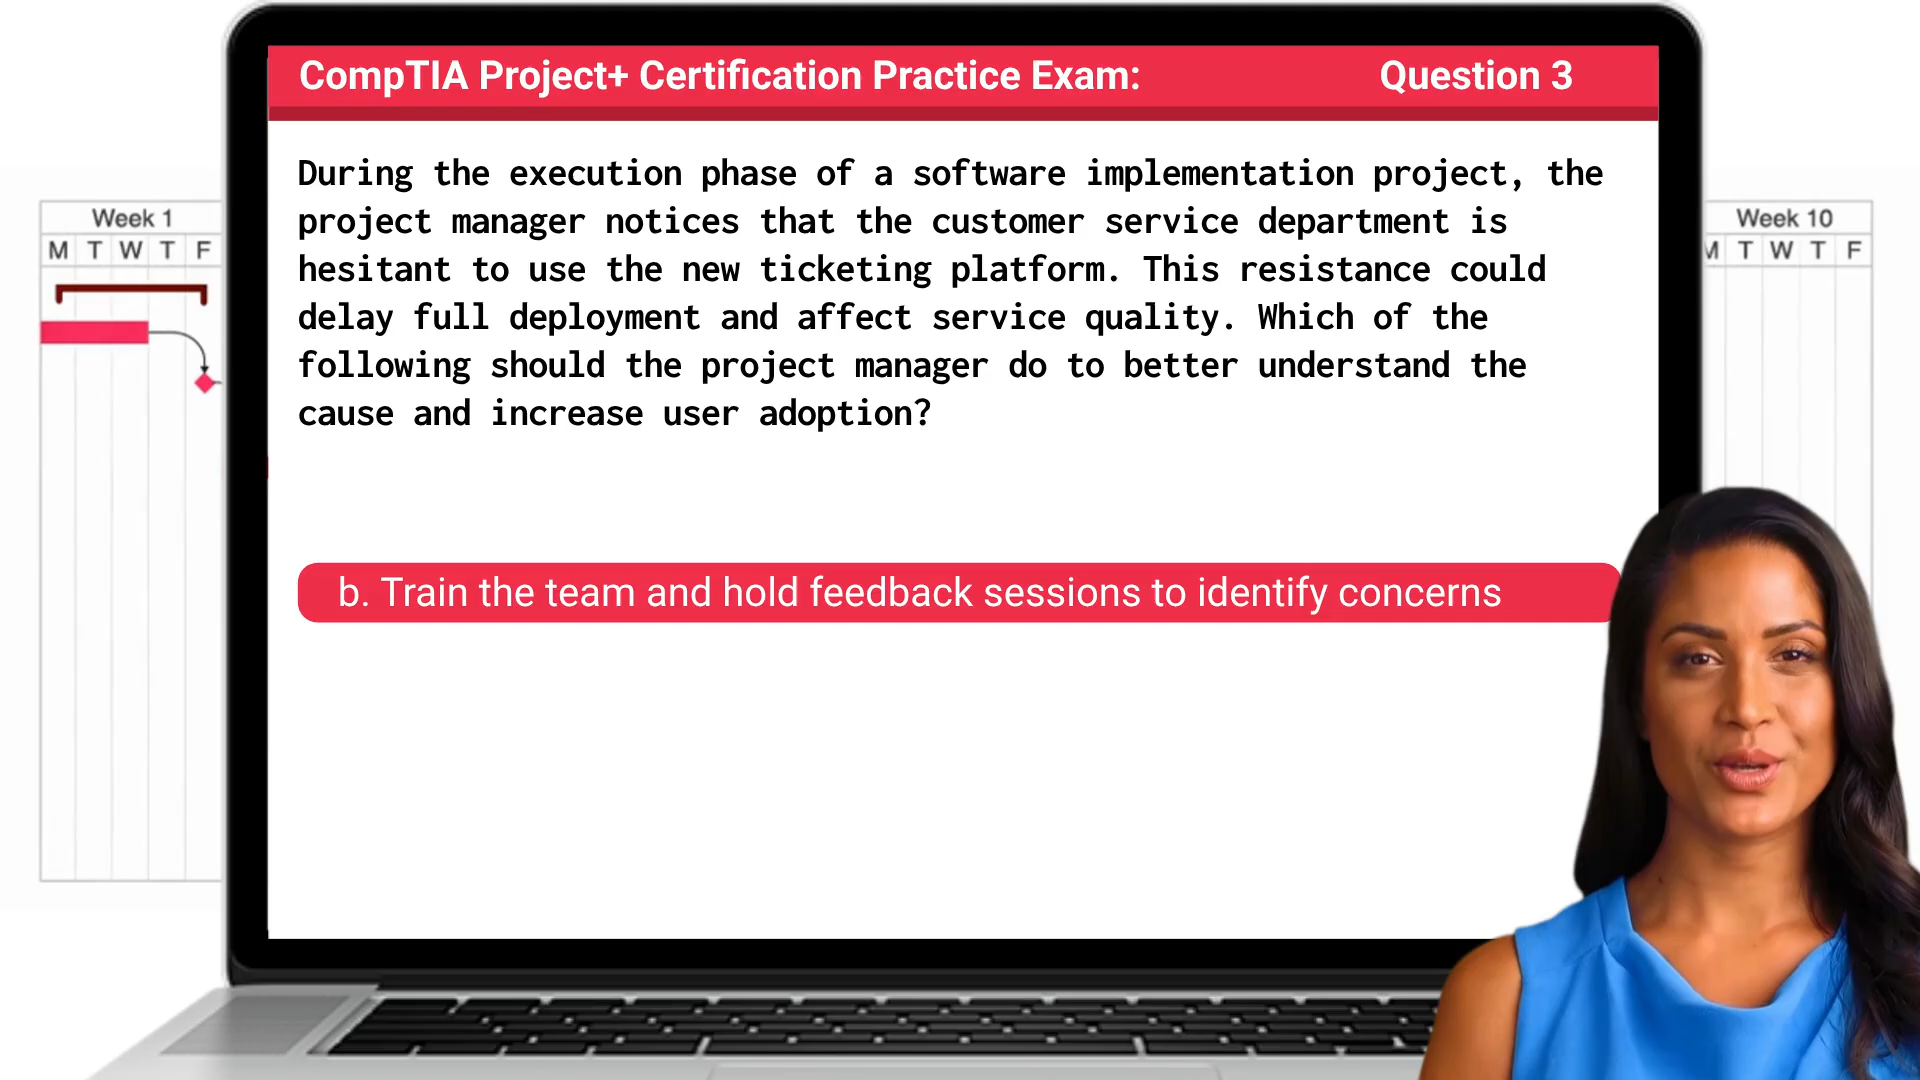 CompTIA Project+ Certification Practice Exam:
Question 3
During the execution phase of a software implementation project, the
project manager notices that the customer service department is
hesitant to use the new ticketing platform. This resistance could
delay full deployment and affect service quality. Which of the
following should the project manager do to better understand the
cause and increase user adoption?
b. Train the team and hold feedback sessions to identify concerns
Week 1
M T W T F
Week 10
M T W T F